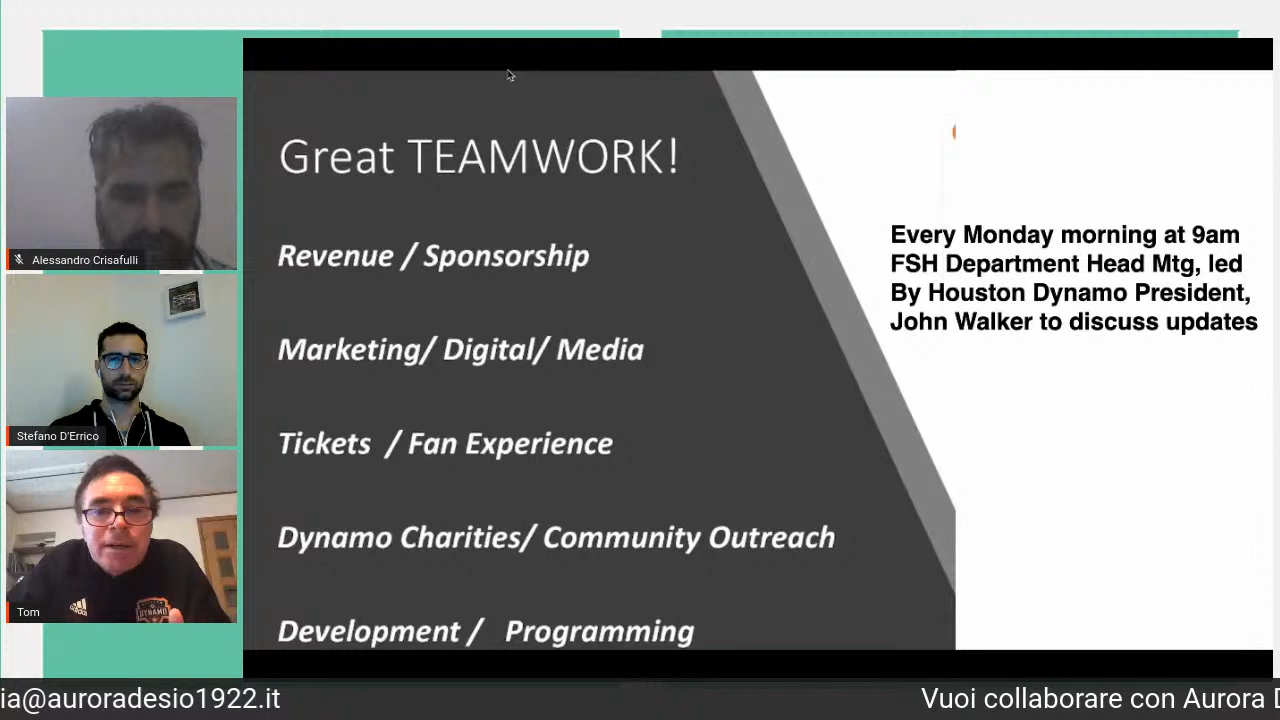 Great TEAMWORK!
Revenue / Sponsorship
Marketing/ Digital/ Media
Tickets / Fan Experience
Dynamo Charities/ Community Outreach
Development / Programming
Every Monday morning at 9am
FSH Department Head Mtg, led
By Houston Dynamo President,
John Walker to discuss updates
Alessandro Crisafulli
Stefano D'Errico
DYNAMO
Tom
ia@auroradesio1922.it
Vuoi collaborare con Aurora D